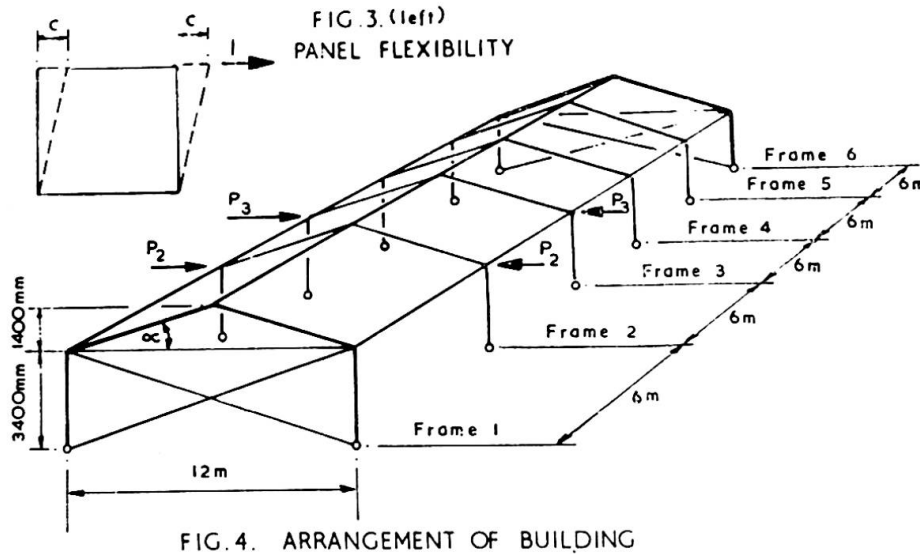 FIG.3.(left)
PANEL FLEXIBILITY
c
c
1
P3
P2
P3
P2
Frame 6
Frame 5
Frame 4
Frame 3
Frame 2
Frame 1
6m
6m
6m
6m
6m
1400mm
3400mm
∝
12m
FIG.4. ARRANGEMENT OF BUILDING